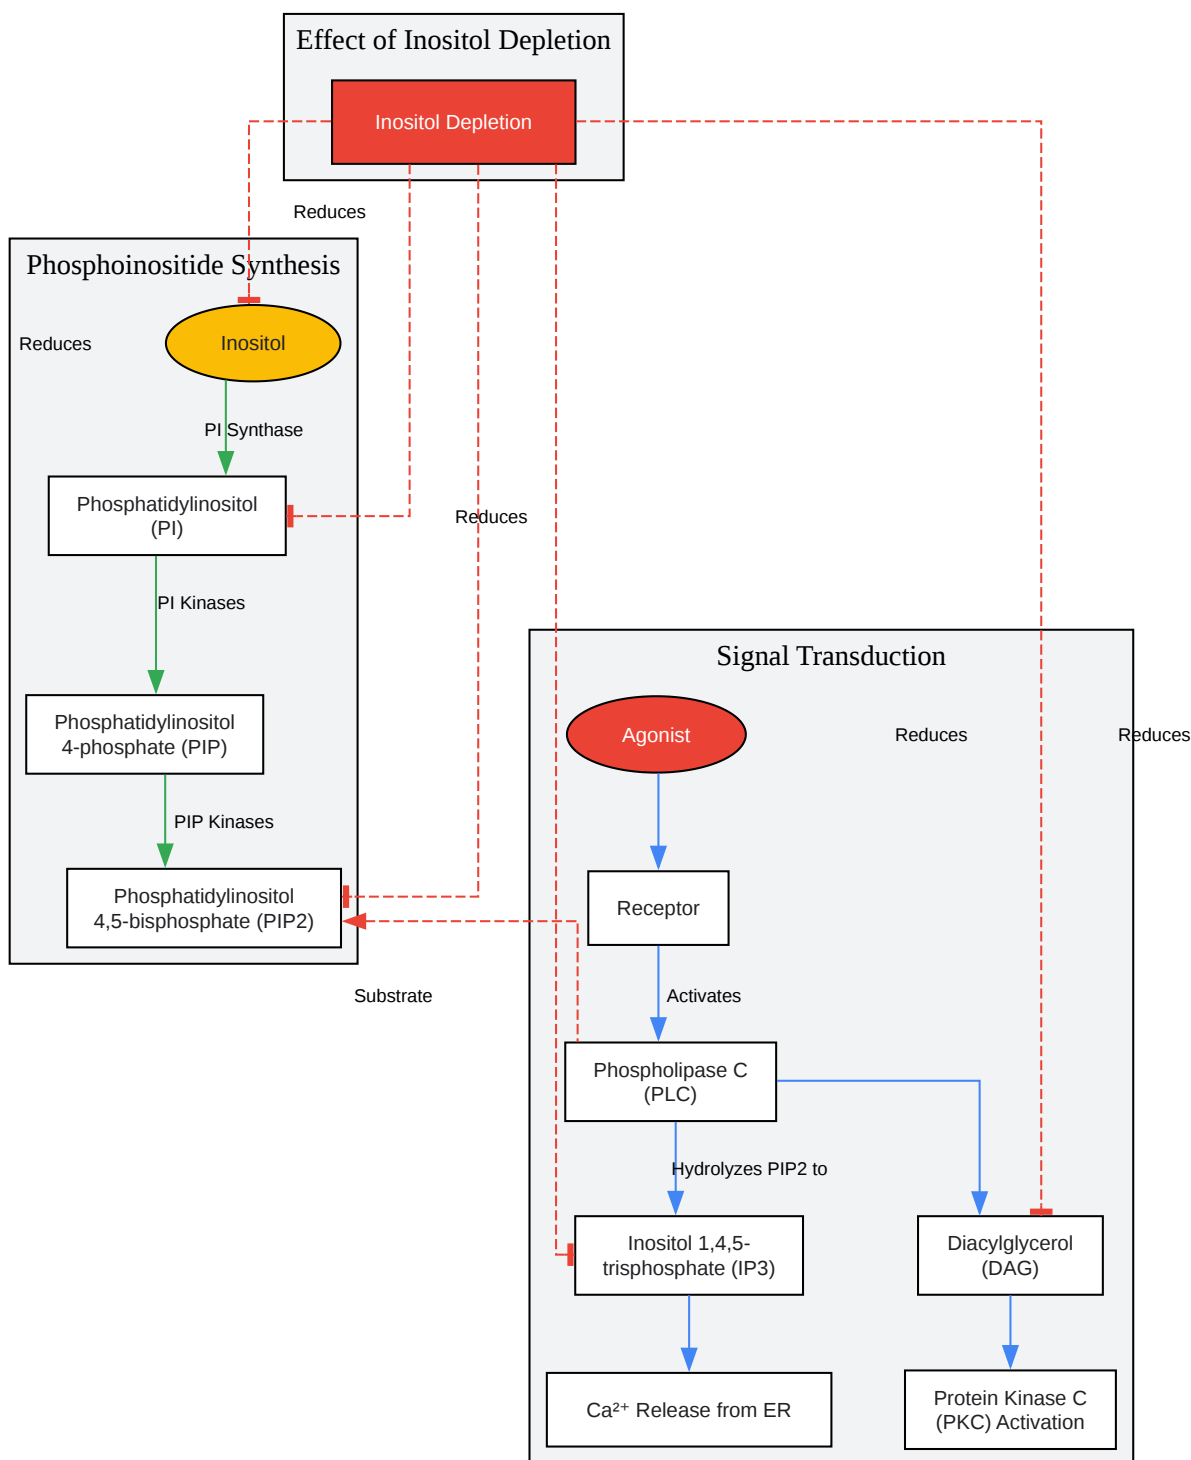 Effect of Inositol Depletion
Inositol Depletion
Reduces
Phosphoinositide Synthesis
Reduces
Inositol
PI Synthase
Phosphatidylinositol
(PI)
Reduces
PI Kinases
Signal Transduction
Phosphatidylinositol
4-phosphate (PIP)
Agonist
Reduces
Reduces
PIP Kinases
Phosphatidylinositol
4,5-bisphosphate (PIP2)
Receptor
Substrate
Activates
Phospholipase C
(PLC)
Hydrolyzes PIP2 to
Inositol 1,4,5-
trisphosphate (IP3)
Diacylglycerol
(DAG)
Ca²⁺ Release from ER
Protein Kinase C
(PKC) Activation